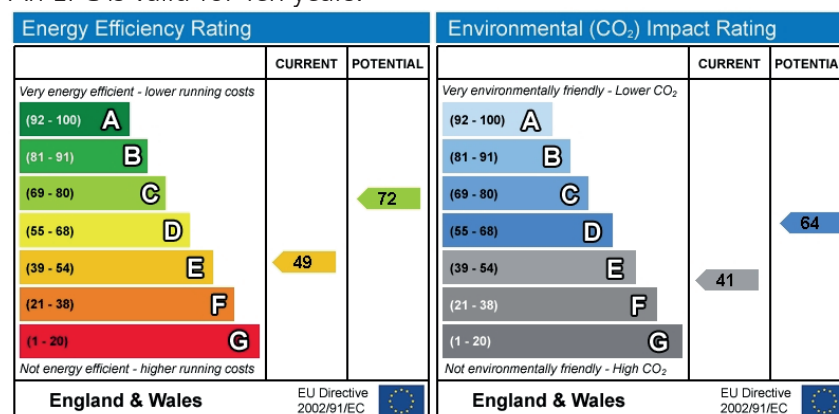 Energy Efficiency Rating
CURRENT POTENTIAL
Very energy efficient - lower running costs
(92 - 100) A
(81 - 91) B
(69 - 80) C
72
(55 - 68) D
(39 - 54) E
49
(21 - 38) F
(1 - 20) G
Not energy efficient - higher running costs
England & Wales
EU Directive
2002/91/EC
Environmental (CO₂) Impact Rating
CURRENT POTENTIA
Very environmentally friendly - Lower CO₂
(92 - 100) A
(81 - 91) B
(69 - 80) C
(55 - 68) D
64
(39 - 54) E
41
(21 - 38) F
(1 - 20) G
Not environmentally friendly - High CO₂
England & Wales
EU Directive
2002/91/EC